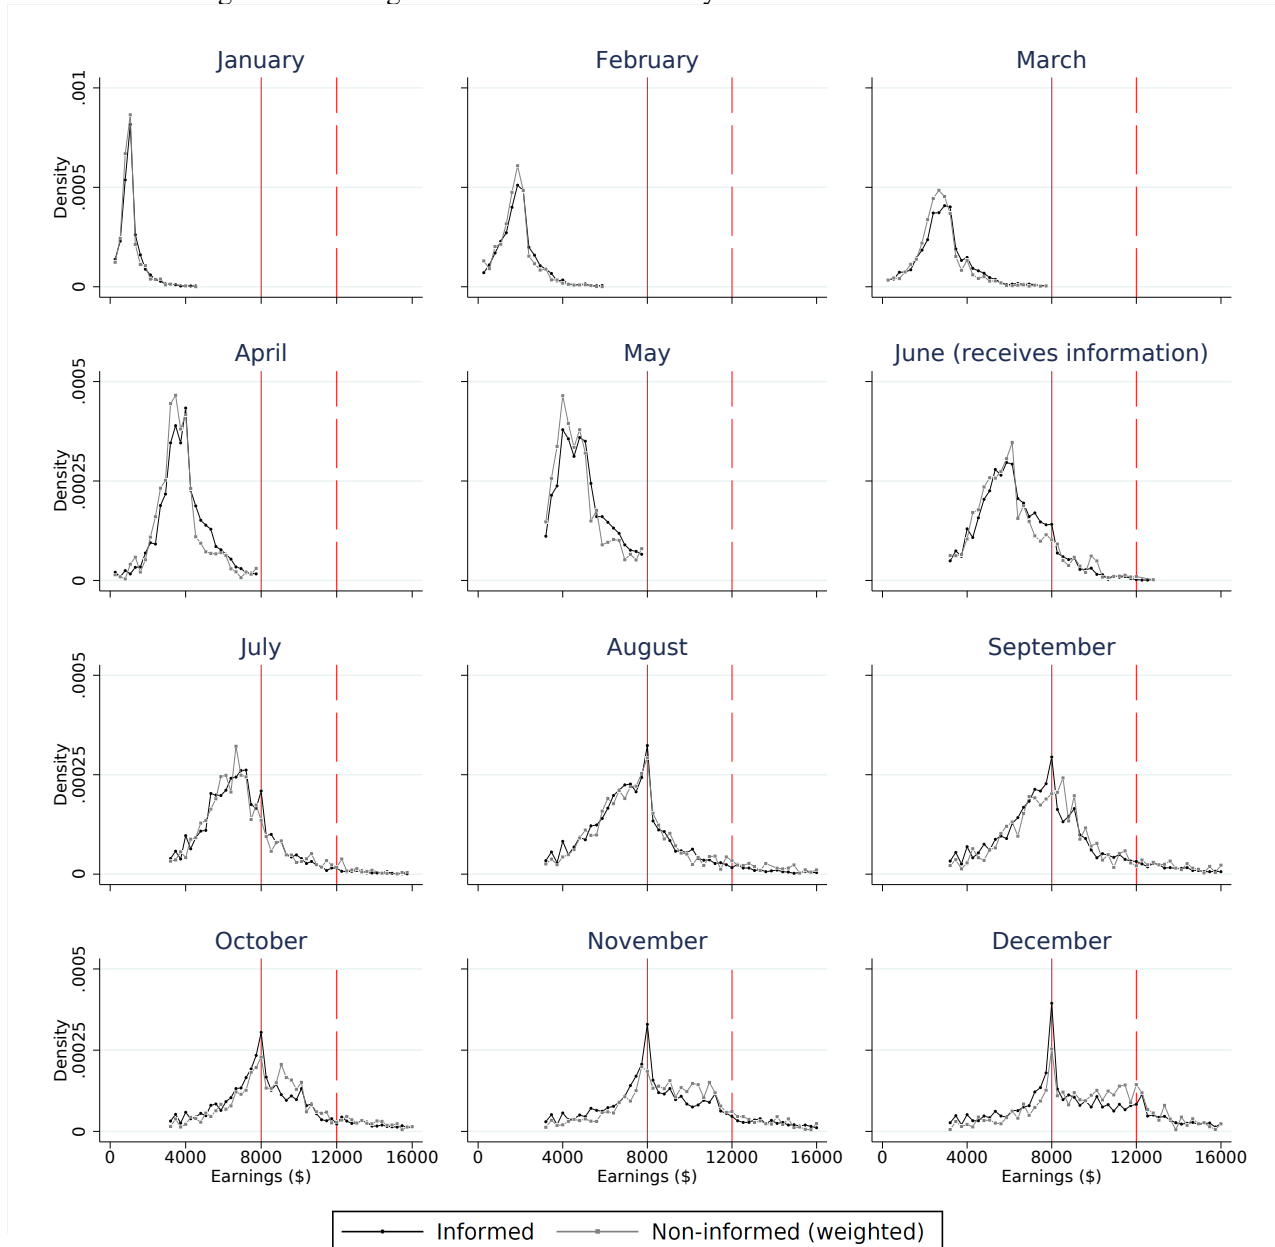 January February March
.001
.0005
0
Density
April May June (receives information)
.0005
.00025
0
Density
July August September
.0005
.00025
0
Density
October November December
.0005
.00025
0
Density
0 4000 8000 12000 16000 0 4000 8000 12000 16000 0 4000 8000 12000 16000
Earnings ($) Earnings ($) Earnings ($)
Informed Non-informed (weighted)